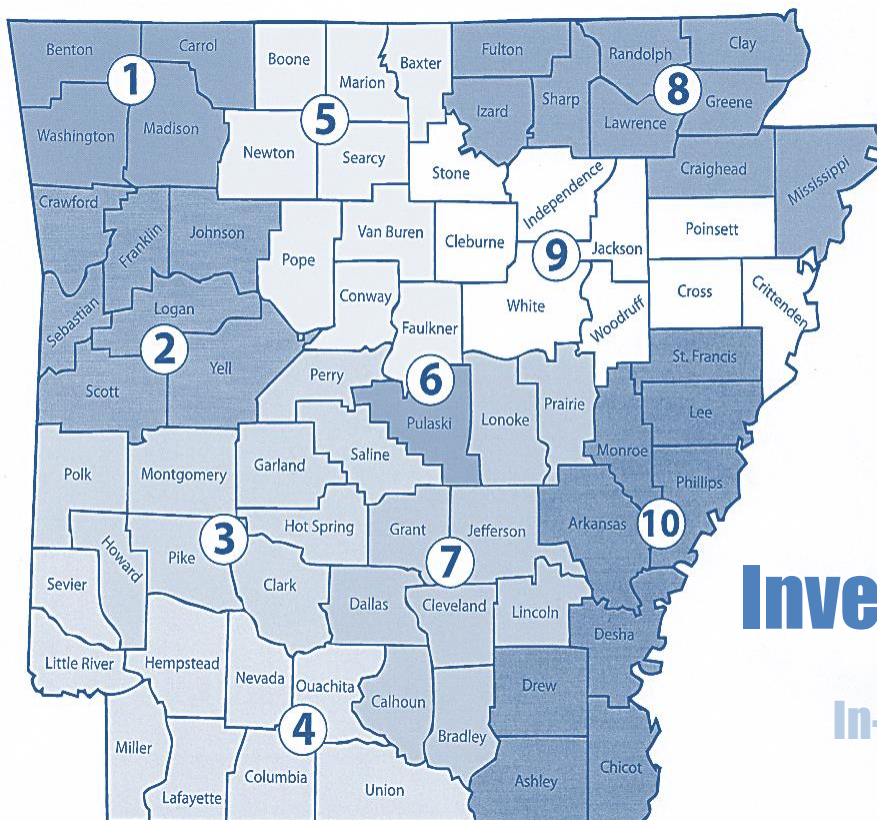 Benton
Carrol
Boone
Marion
Baxter
Fulton
Randolph
Clay
1
8
5
Izard
Sharp
Lawrence
Greene
Washington
Madison
Newton
Searcy
Stone
Independence
Craighead
Mississippi
Crawford
Franklin
Johnson
Pope
Van Buren
Cleburne
9
Jackson
Poinsett
Sebastian
Logan
Conway
Faulkner
White
Woodruff
Cross
Crittenden
2
Yell
Scott
Perry
6
Pulaski
Lonoke
Prairie
St. Francis
Lee
Monroe
Phillips
Polk
Montgomery
Garland
Saline
Hot Spring
Grant
Jefferson
Arkansas
10
3
7
Howard
Pike
Sevier
Clark
Dallas
Cleveland
Lincoln
Desha
Inve
Little River
Hempstead
Nevada
Ouachita
Calhoun
Drew
4
Bradley
In-
Miller
Lafayette
Columbia
Union
Ashley
Chicot